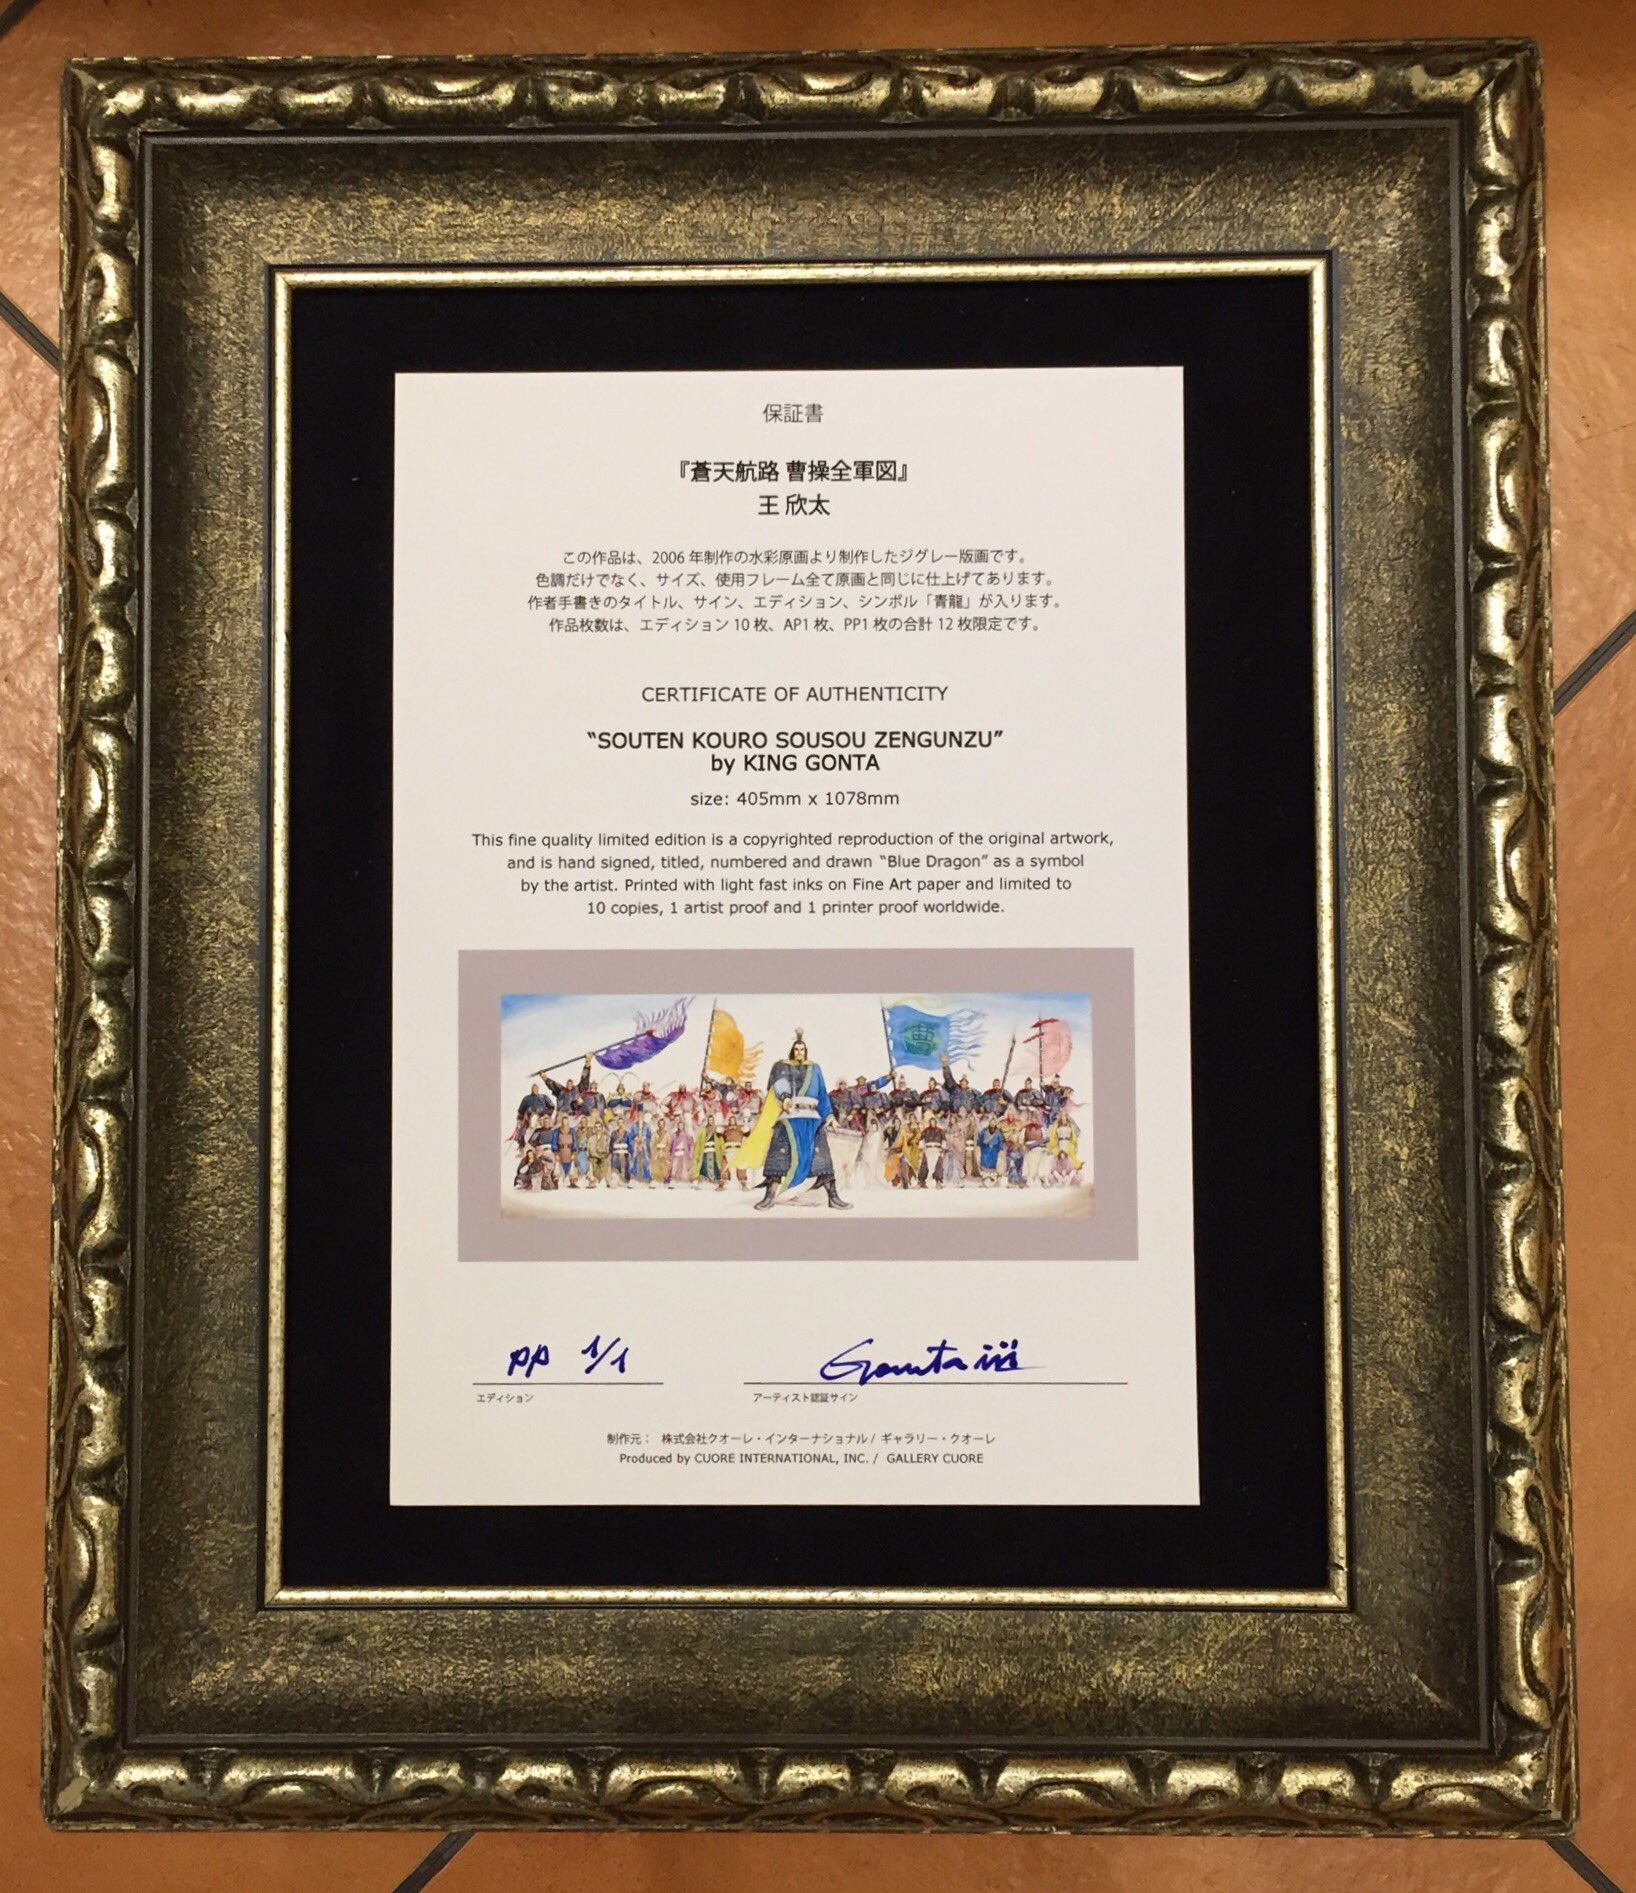 保証書
『蒼天航路 曹操全軍図』
王 欣太
この作品は、2006 年制作の水彩原画より制作したジグレー版画です。
色調だけでなく、サイズ、使用フレーム全て原画と同じに仕上げてあります。
作者手書きのタイトル、サイン、エディション、シンボル「青龍」が入ります。
作品枚数は、エディション 10 枚、AP1 枚、PP1 枚の合計 12 枚限定です。
CERTIFICATE OF AUTHENTICITY
“SOUTEN KOURO SOUSOU ZENGUNZU”
by KING GONTA
size: 405mm x 1078mm
This fine quality limited edition is a copyrighted reproduction of the original artwork,
and is hand signed, titled, numbered and drawn “Blue Dragon” as a symbol
by the artist. Printed with light fast inks on Fine Art paper and limited to
10 copies, 1 artist proof and 1 printer proof worldwide.
曹
PP 1/1
Gonta
エディション
アーティスト認証サイン
制作元： 株式会社クオーレ・インターナショナル / ギャラリー・クオーレ
Produced by CUORE INTERNATIONAL, INC. / GALLERY CUORE